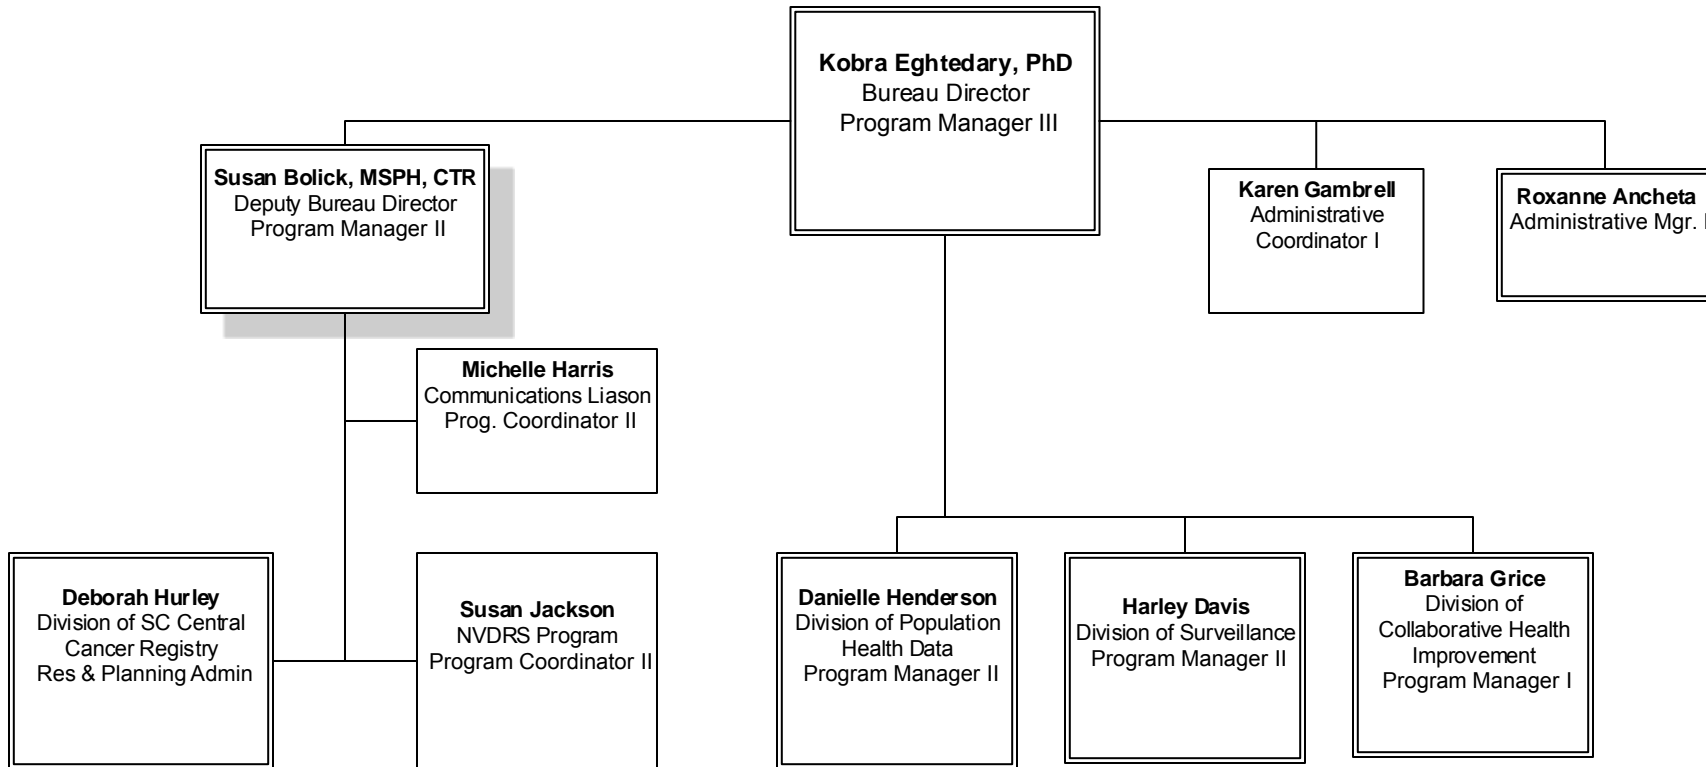 Kobra Eghtedary, PhD
Bureau Director
Program Manager III
Susan Bolick, MSPH, CTR
Deputy Bureau Director
Program Manager II
Karen Gambrell
Administrative
Coordinator I
Roxanne Ancheta
Administrative Mgr.
Michelle Harris
Communications Liason
Prog. Coordinator II
Deborah Hurley
Division of SC Central
Cancer Registry
Res & Planning Admin
Susan Jackson
NVDRS Program
Program Coordinator II
Danielle Henderson
Division of Population
Health Data
Program Manager II
Harley Davis
Division of Surveillance
Program Manager II
Barbara Grice
Division of
Collaborative Health
Improvement
Program Manager I